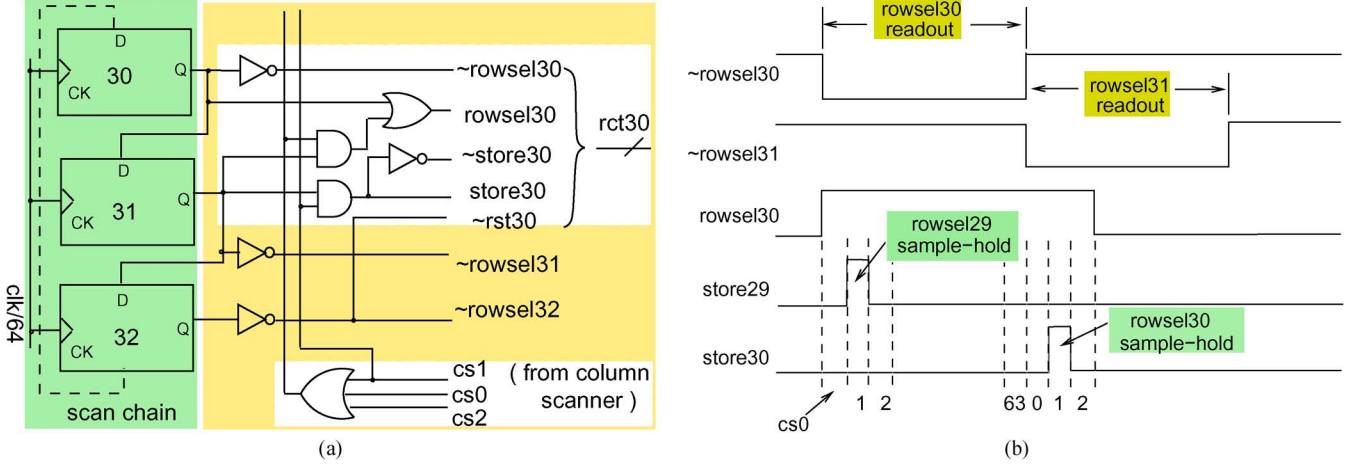 D
30
Q
CK
D
31
Q
CK
D
32
Q
CK
clk/64
scan chain
~rowsel30
rowsel30
~store30
store30
~rst30
rct30
~rowsel31
~rowsel32
cs1 ( from column
cs0 scanner )
cs2
(a)
rowsel30
readout
~rowsel30
rowsel31
readout
~rowsel31
rowsel30
rowsel29
sample-hold
store29
rowsel30
sample-hold
store30
cs0 1 2 63 0 1 2
(b)